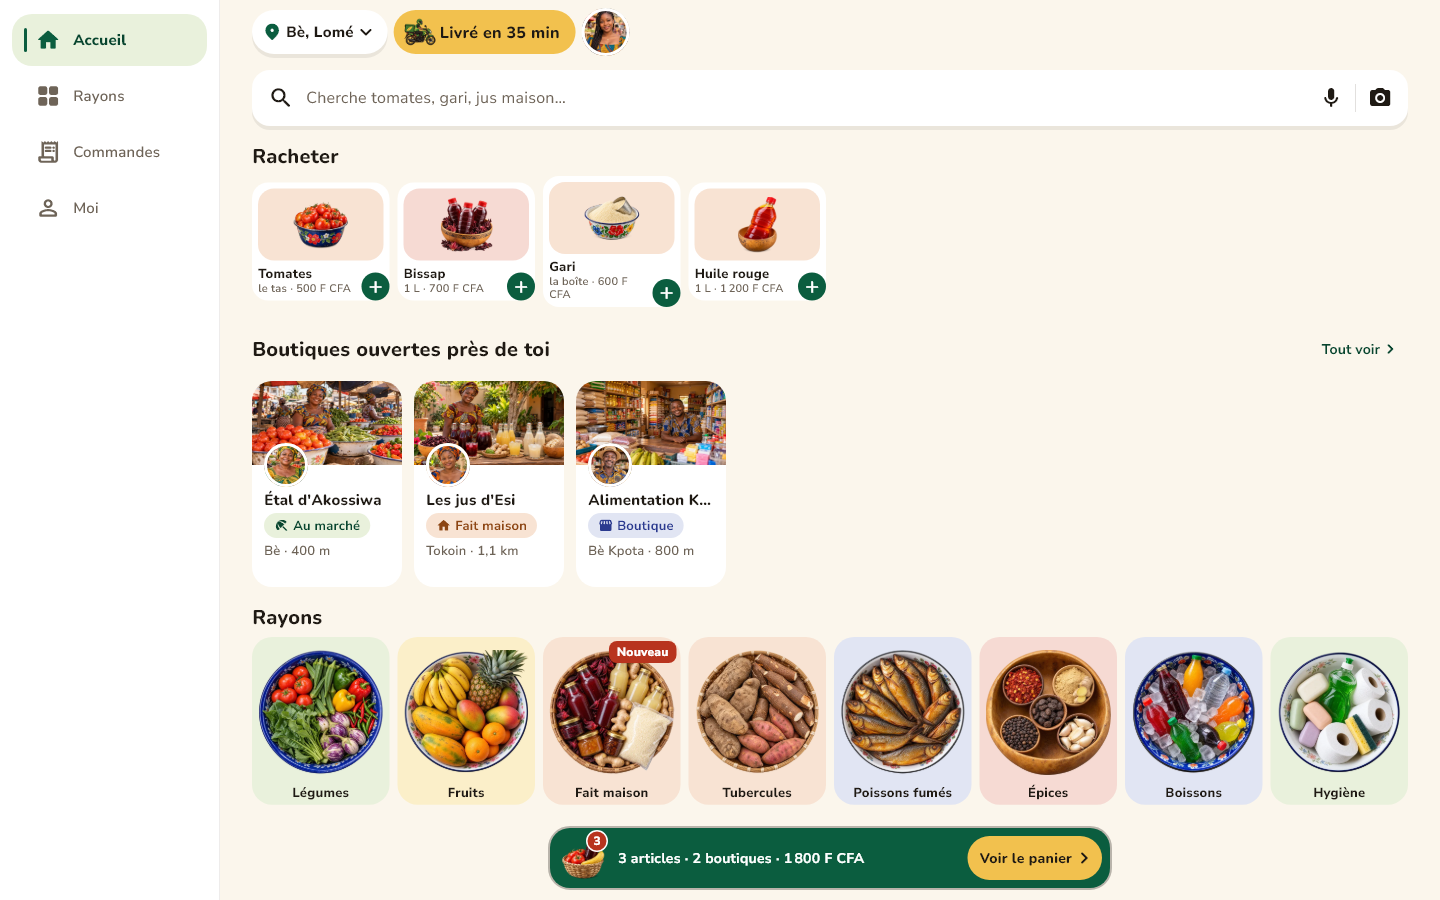 Accueil
Rayons
Commandes
Moi
Bè, Lomé
Livré en 35 min
Cherche tomates, gari, jus maison...
Racheter
Tomates
le tas · 500 F CFA
Bissap
1 L · 700 F CFA
Gari
la boîte · 600 F
CFA
Huile rouge
1 L · 1 200 F CFA
Boutiques ouvertes près de toi
Tout voir
Étal d'Akossiwa
Au marché
Bè · 400 m
Les jus d'Esi
Fait maison
Tokoin · 1,1 km
Alimentation K...
Boutique
Bè Kpota · 800 m
Rayons
Légumes
Fruits
Nouveau
Fait maison
Tubercules
Poissons fumés
Épices
Boissons
Hygiène
3
3 articles · 2 boutiques · 1 800 F CFA
Voir le panier